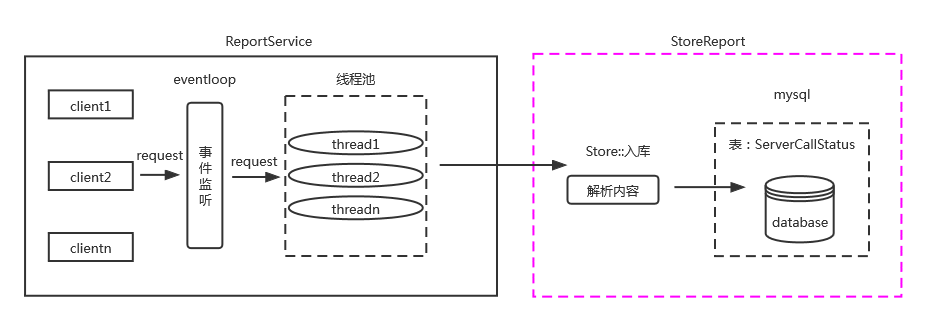 ReportService
StoreReport
eventloop
线程池
client1
request
client2
clientn
事件监听
request
thread1
thread2
threadn
Store::入库
解析内容
mysql
表：ServerCallStatus
database